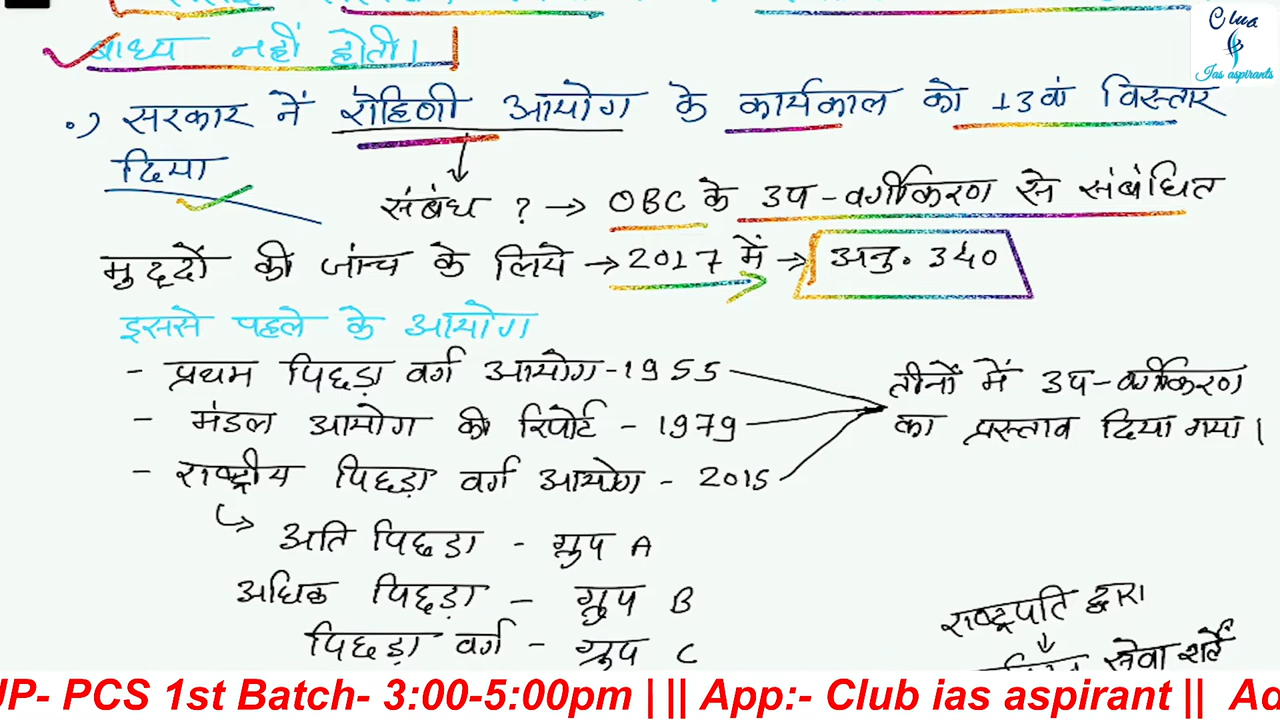 बाध्य नहीं होती।
Club
Ias aspirants
•) सरकार नें रोहिणी आयोग के कार्यकाल को 13वां विस्तार
दिया
संबंध ? → OBC के उप-वर्गीकरण से संबंधित
मुद्दों की जांच के लिये → 2017 में → अनु. 340
इससे पहले के आयोग
- प्रथम पिछड़ा वर्ग आयोग-1955
- मंडल आयोग की रिपोर्ट - 1979
- राष्ट्रीय पिछड़ा वर्ग आयोग - 2015
तीनों में उप-वर्गीकरण
का प्रस्ताव दिया गया।
↳ अति पिछड़ा - ग्रुप A
अधिक पिछड़ा - ग्रुप B
पिछड़ा वर्ग - ग्रुप C
राष्ट्रपति द्वारा
↓
सेवा शर्तें
UP- PCS 1st Batch- 3:00-5:00pm | || App:- Club ias aspirant || Ad